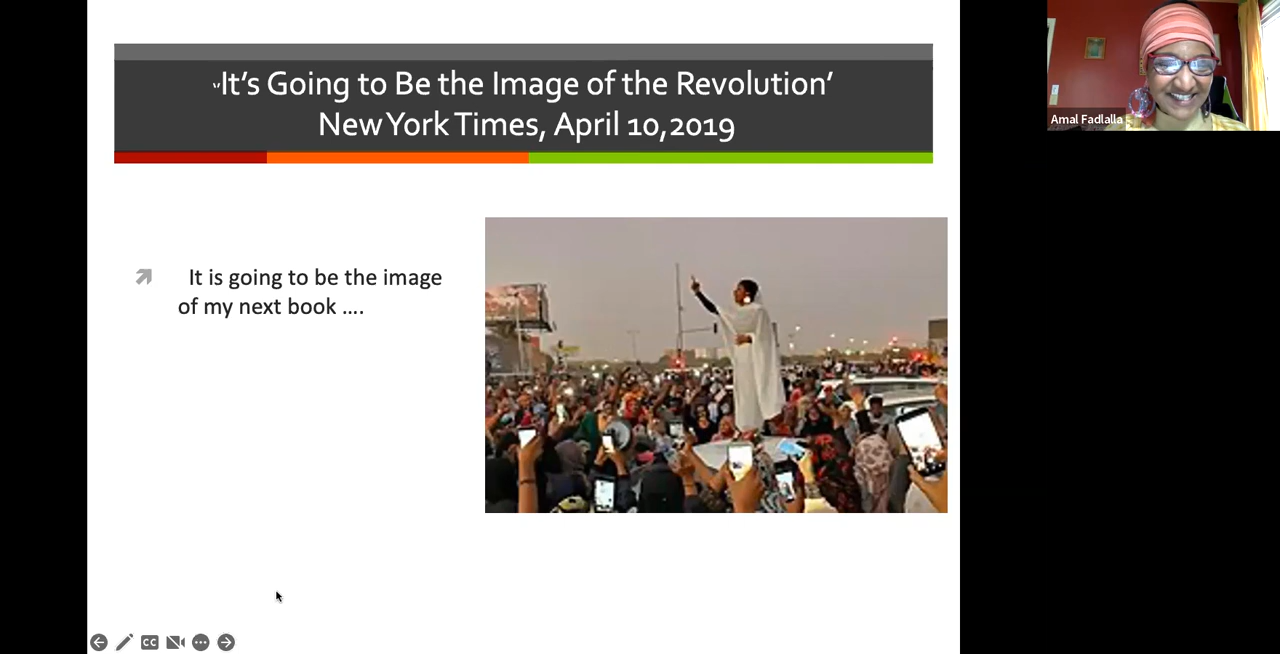 “It’s Going to Be the Image of the Revolution’
New York Times, April 10,2019
It is going to be the image
of my next book ....
Amal Fadlalla
CC